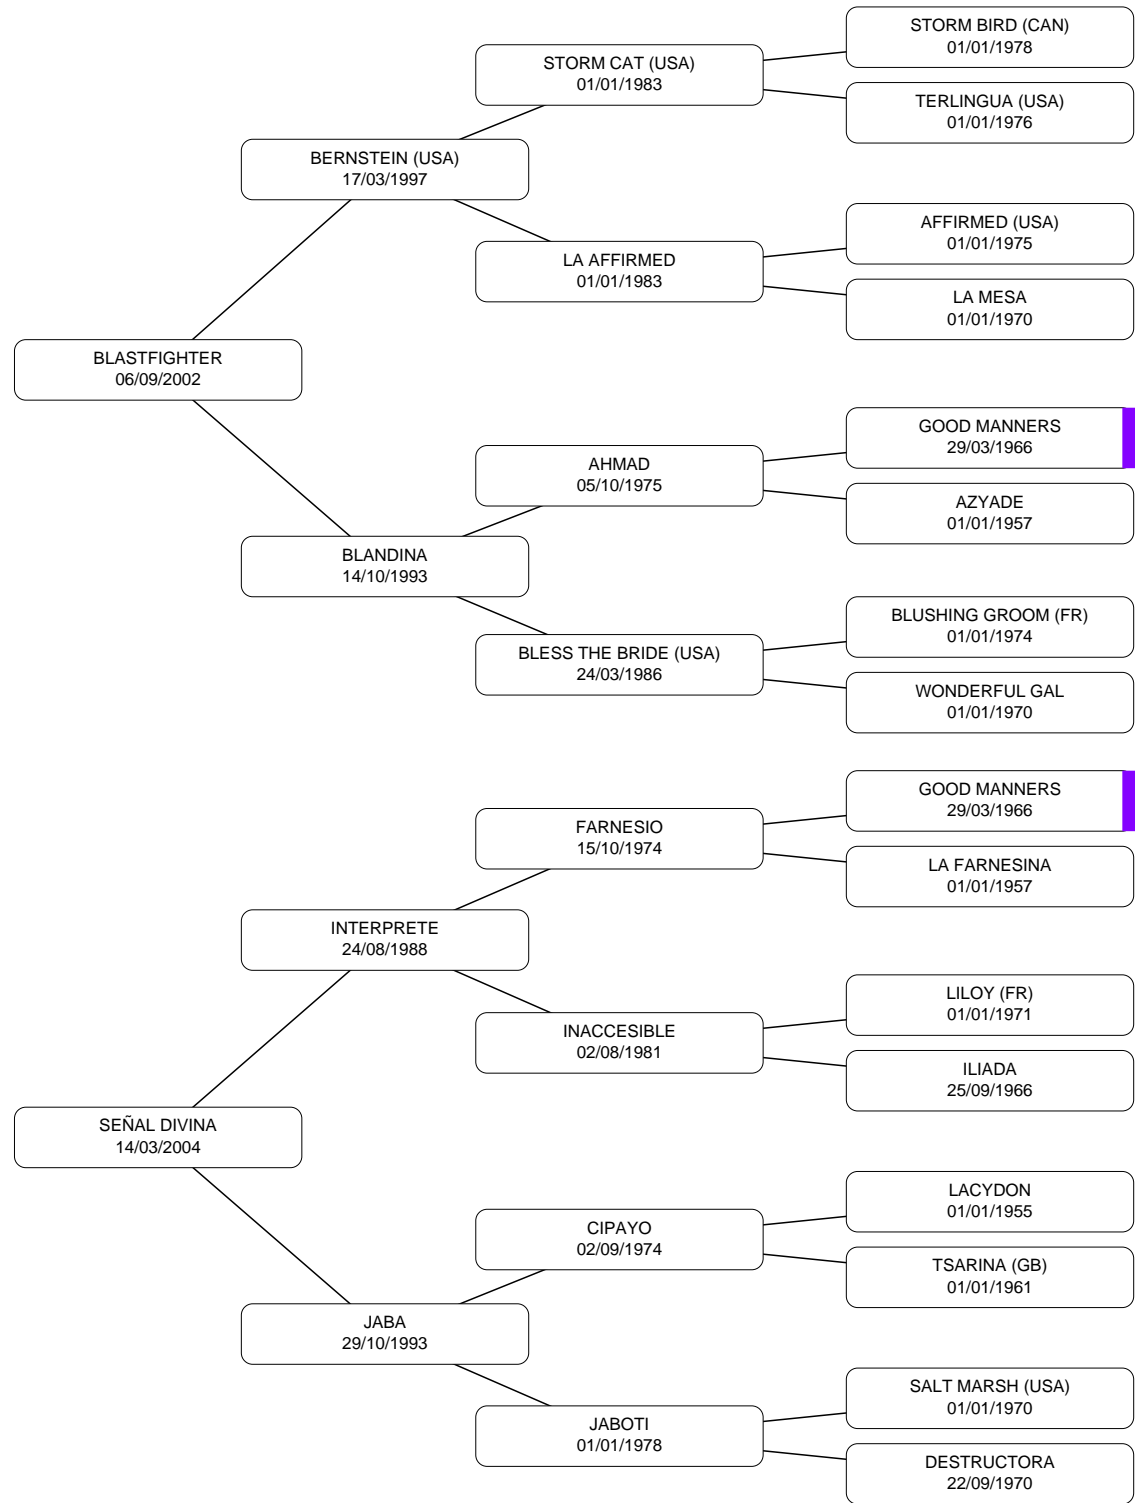 STORM BIRD (CAN)
01/01/1978
STORM CAT (USA)
01/01/1983
TERLINGUA (USA)
01/01/1976
BERNSTEIN (USA)
17/03/1997
AFFIRMED (USA)
01/01/1975
LA AFFIRMED
01/01/1983
LA MESA
01/01/1970
BLASTFIGHTER
06/09/2002
GOOD MANNERS
29/03/1966
AHMAD
05/10/1975
AZYADE
01/01/1957
BLANDINA
14/10/1993
BLUSHING GROOM (FR)
01/01/1974
BLESS THE BRIDE (USA)
24/03/1986
WONDERFUL GAL
01/01/1970
GOOD MANNERS
29/03/1966
FARNESIO
15/10/1974
LA FARNESINA
01/01/1957
INTERPRETE
24/08/1988
LILOY (FR)
01/01/1971
INACCESIBLE
02/08/1981
ILIADA
25/09/1966
SEÑAL DIVINA
14/03/2004
LACYDON
01/01/1955
CIPAYO
02/09/1974
TSARINA (GB)
01/01/1961
JABA
29/10/1993
SALT MARSH (USA)
01/01/1970
JABOTI
01/01/1978
DESTRUCTORA
22/09/1970